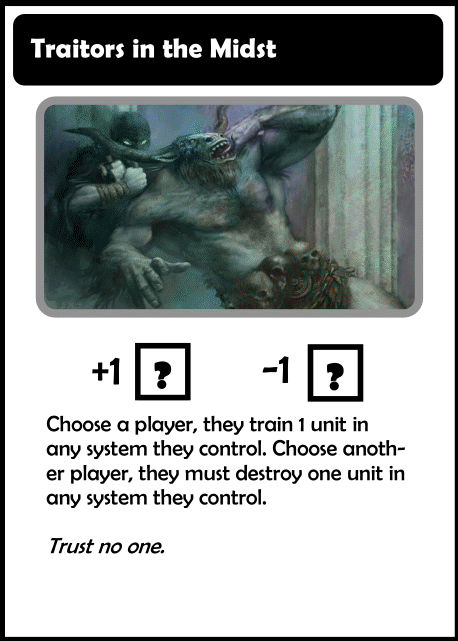 Traitors in the Midst
+1 ? -1 ?
Choose a player, they train 1 unit in
any system they control. Choose anoth-
er player, they must destroy one unit in
any system they control.
Trust no one.